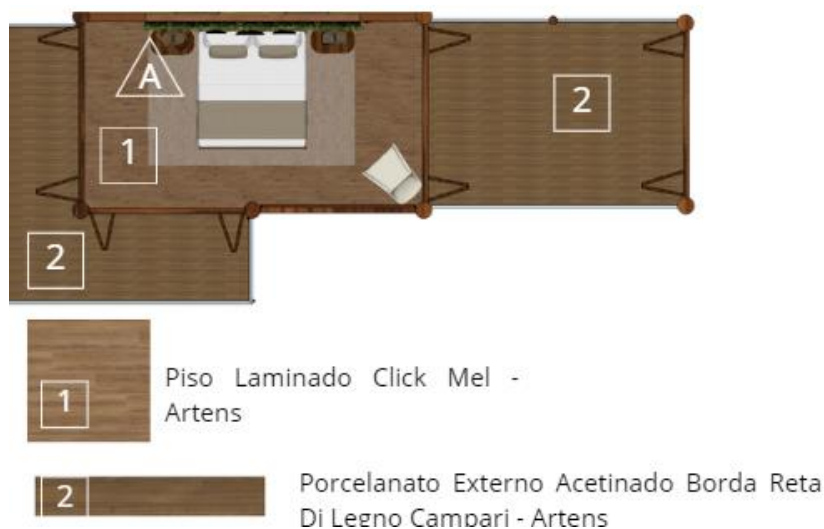 A
2
1
2
1
Piso Laminado Click Mel -
Artens
2
Porcelanato Externo Acetinado Borda Reta
Di Legno Campari - Artens